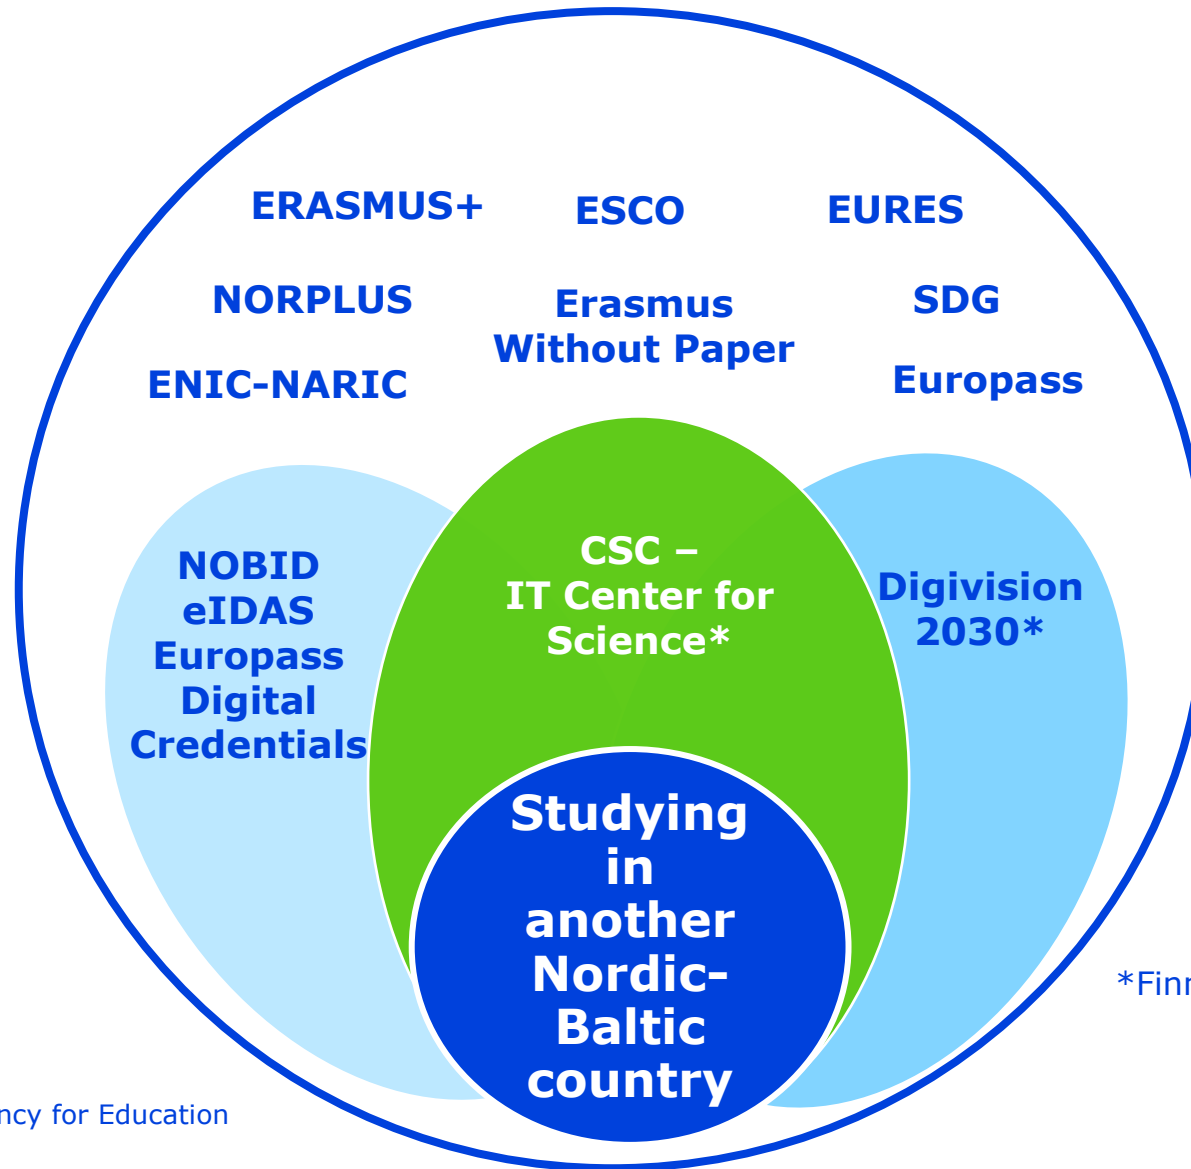 ERASMUS+
ESCO
EURES
NORPLUS
Erasmus
Without Paper
SDG
ENIC-NARIC
Europass
NOBID
eIDAS
Europass
Digital
Credentials
CSC –
IT Center for
Science*
Digivision
2030*
Studying
in
another
Nordic-
Baltic
country
for Education